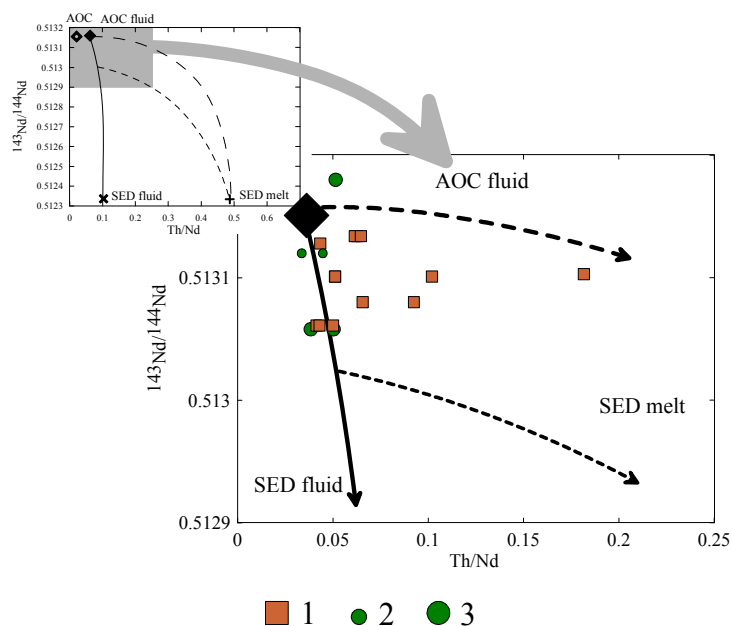 AOC AOC fluid
0.5132
0.5131
0.513
0.5129
0.5128
0.5127
0.5126
0.5125
0.5124
0.5123
143Nd/144Nd
SED fluid
SED melt
0 0.1 0.2 0.3 0.4 0.5 0.6
Th/Nd
AOC fluid
0.5131
0.513
0.5129
143Nd/144Nd
SED melt
SED fluid
0 0.05 0.1 0.15 0.2 0.25
Th/Nd
1 2 3